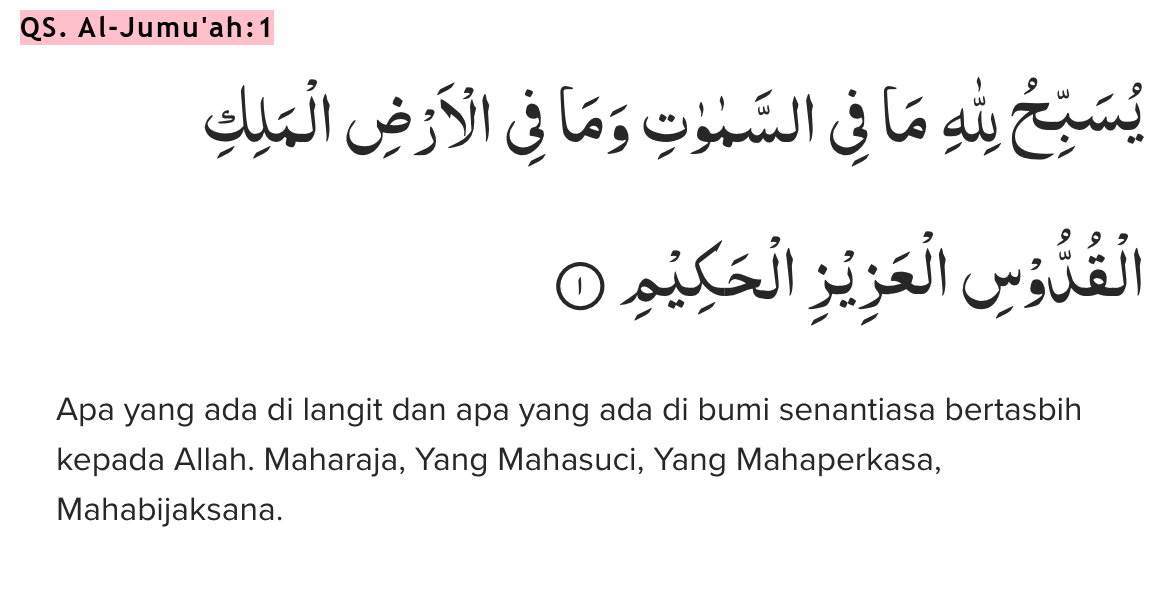 QS. Al-Jumu'ah:1
يُسَبِّحُ لِلّٰهِ مَا فِى السَّمٰوٰتِ وَمَا فِى الْاَرْضِ الْمَلِكِ
الْقُدُّوْسِ الْعَزِيْزِ الْحَكِيْمِ ١
Apa yang ada di langit dan apa yang ada di bumi senantiasa bertasbih
kepada Allah. Maharaja, Yang Mahasuci, Yang Mahaperkasa,
Mahabijaksana.